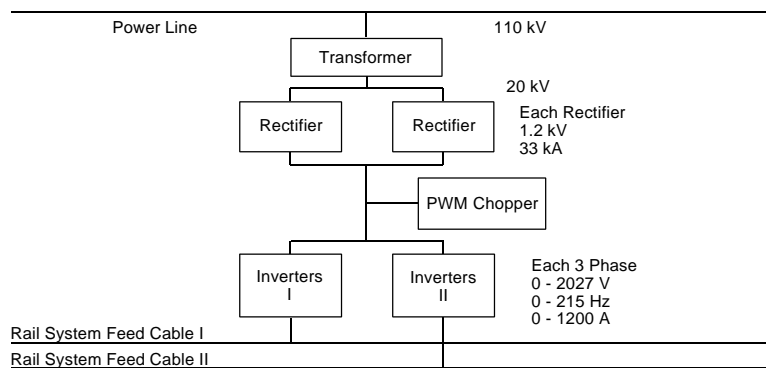 Power Line
110 kV
Transformer
20 kV
Rectifier
Rectifier
Each Rectifier
1.2 kV
33 kA
PWM Chopper
Inverters
I
Inverters
II
Each 3 Phase
0 - 2027 V
0 - 215 Hz
0 - 1200 A
Rail System Feed Cable I
Rail System Feed Cable II